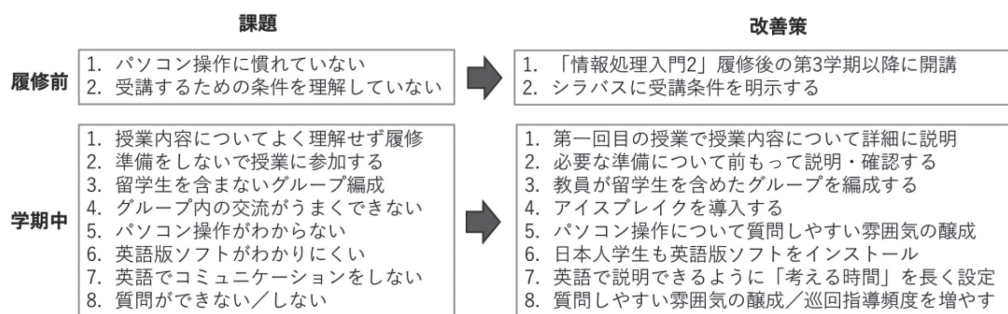 課題
改善策
履修前
1. パソコン操作に慣れていない
2. 受講するための条件を理解していない
1. 「情報処理入門2」履修後の第3学期以降に開講
2. シラバスに受講条件を明示する
学期中
1. 授業内容についてよく理解せず履修
2. 準備をしないで授業に参加する
3. 留学生を含まないグループ編成
4. グループ内の交流がうまくできない
5. パソコン操作がわからない
6. 英語版ソフトがわかりにくい
7. 英語でコミュニケーションをしない
8. 質問ができない/しない
1. 第一回目の授業で授業内容について詳細に説明
2. 必要な準備について前もって説明・確認する
3. 教員が留学生を含めたグループを編成する
4. アイスブレイクを導入する
5. パソコン操作について質問しやすい雰囲気の醸成
6. 日本人学生も英語版ソフトをインストール
7. 英語で説明できるように「考える時間」を長く設定
8. 質問しやすい雰囲気の醸成/巡回指導頻度を増やす